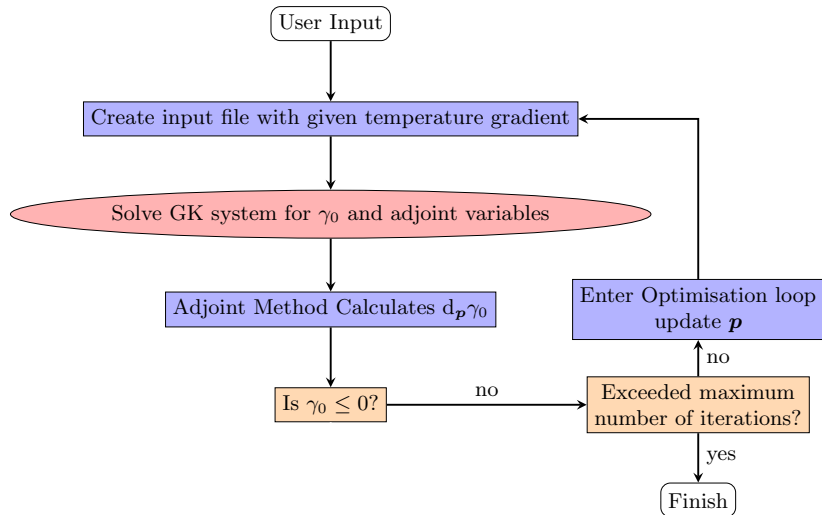 User Input
Create input file with given temperature gradient
Solve GK system for γ₀ and adjoint variables
Adjoint Method Calculates d𝒑γ₀
Enter Optimisation loop
update 𝒑
no
Is γ₀ ≤ 0?
no
Exceeded maximum
number of iterations?
yes
Finish